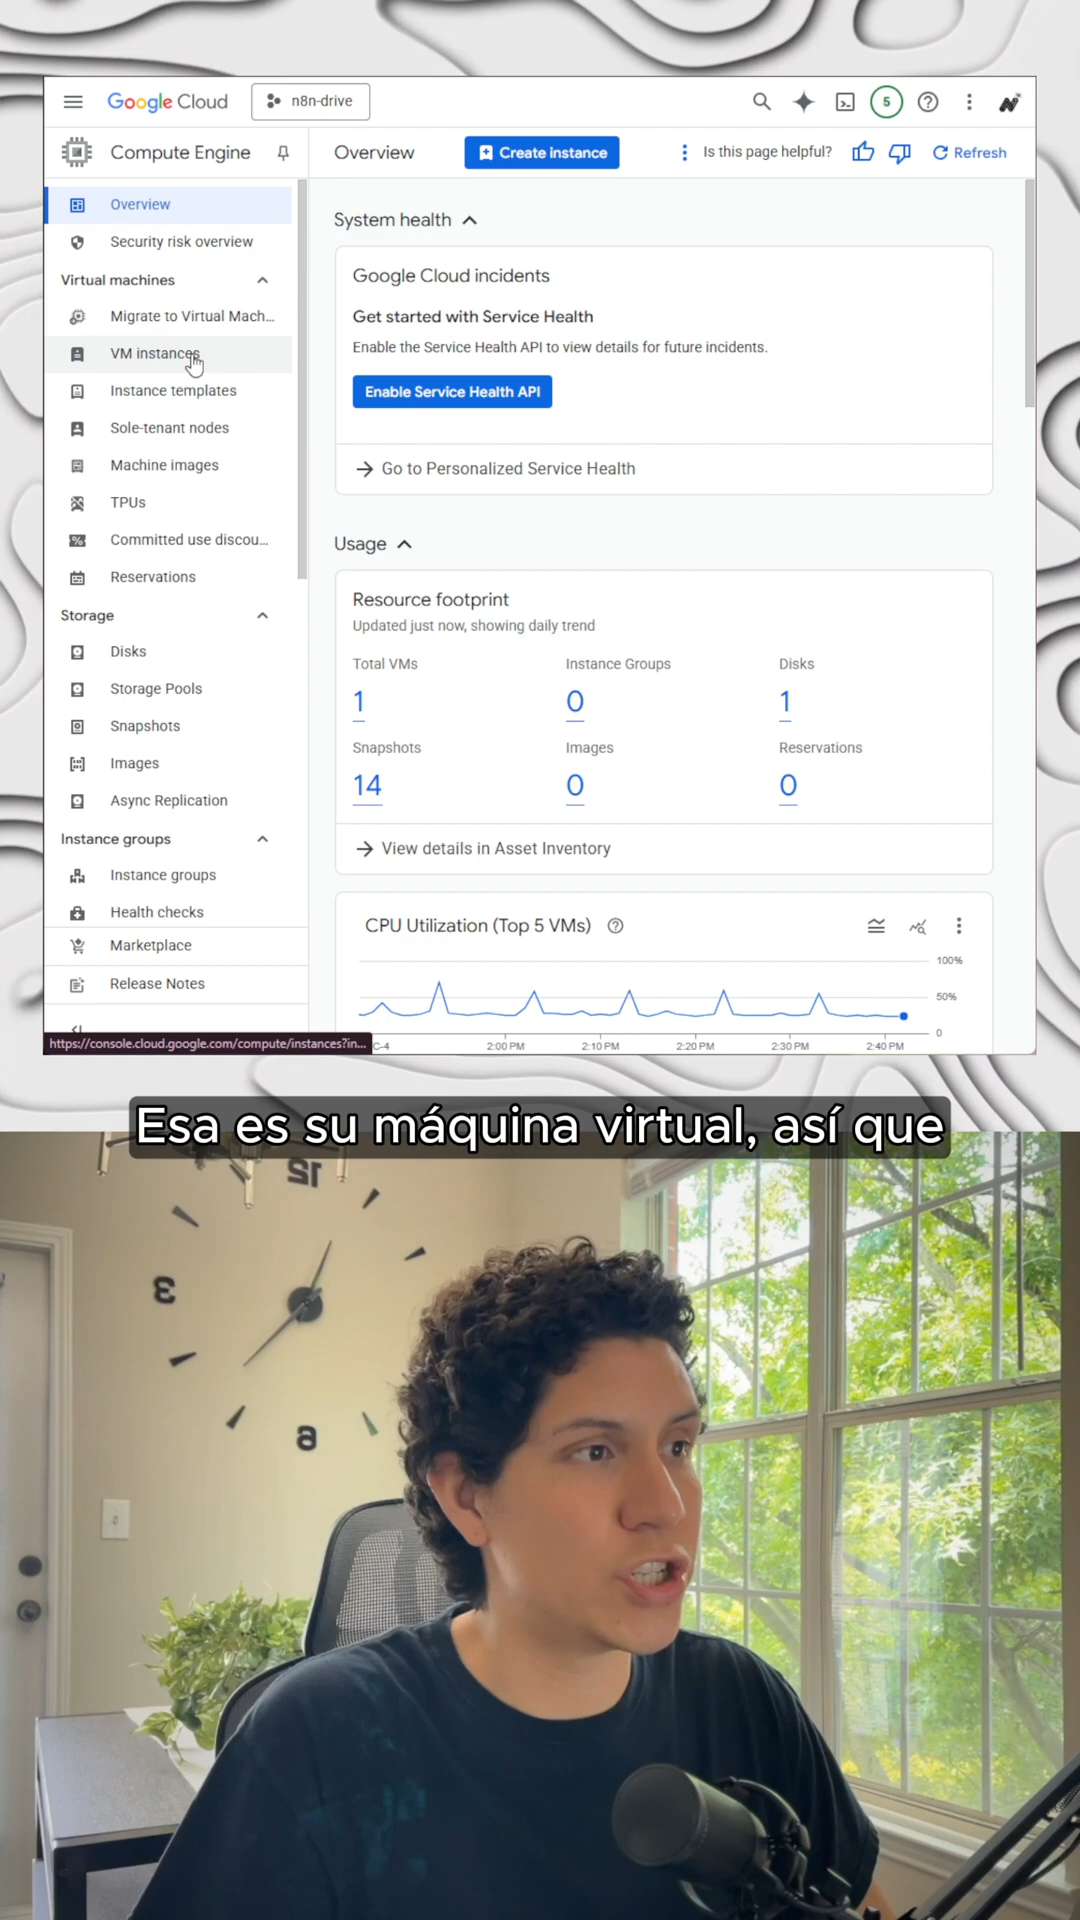 Google Cloud
n8n-drive
5
Compute Engine
Overview
Create instance
Is this page helpful?
Refresh
Overview
Security risk overview
Virtual machines
Migrate to Virtual Mach...
VM instances
Instance templates
Sole-tenant nodes
Machine images
TPUs
Committed use discou...
Reservations
Storage
Disks
Storage Pools
Snapshots
Images
Async Replication
Instance groups
Instance groups
Health checks
Marketplace
Release Notes
https://console.cloud.google.com/compute/instances?in...
System health
Google Cloud incidents
Get started with Service Health
Enable the Service Health API to view details for future incidents.
Enable Service Health API
Go to Personalized Service Health
Usage
Resource footprint
Updated just now, showing daily trend
Total VMs
Instance Groups
Disks
1
0
1
Snapshots
Images
Reservations
14
0
0
View details in Asset Inventory
CPU Utilization (Top 5 VMs)
100%
50%
0
C-4
2:00 PM
2:10 PM
2:20 PM
2:30 PM
2:40 PM
Esa es su máquina virtual, así que
12
3
6